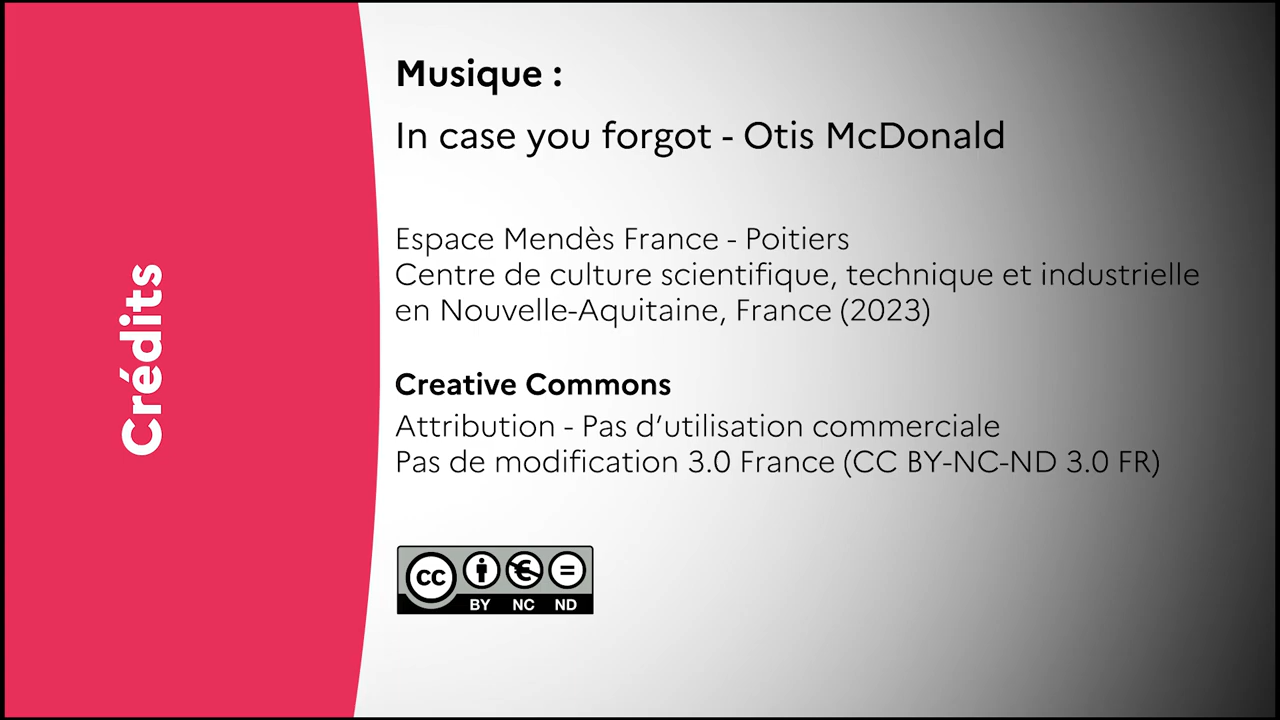 Crédits
Musique :
In case you forgot - Otis McDonald
Espace Mendès France - Poitiers
Centre de culture scientifique, technique et industrielle
en Nouvelle-Aquitaine, France (2023)
Creative Commons
Attribution - Pas d’utilisation commerciale
Pas de modification 3.0 France (CC BY-NC-ND 3.0 FR)
cc
BY NC ND